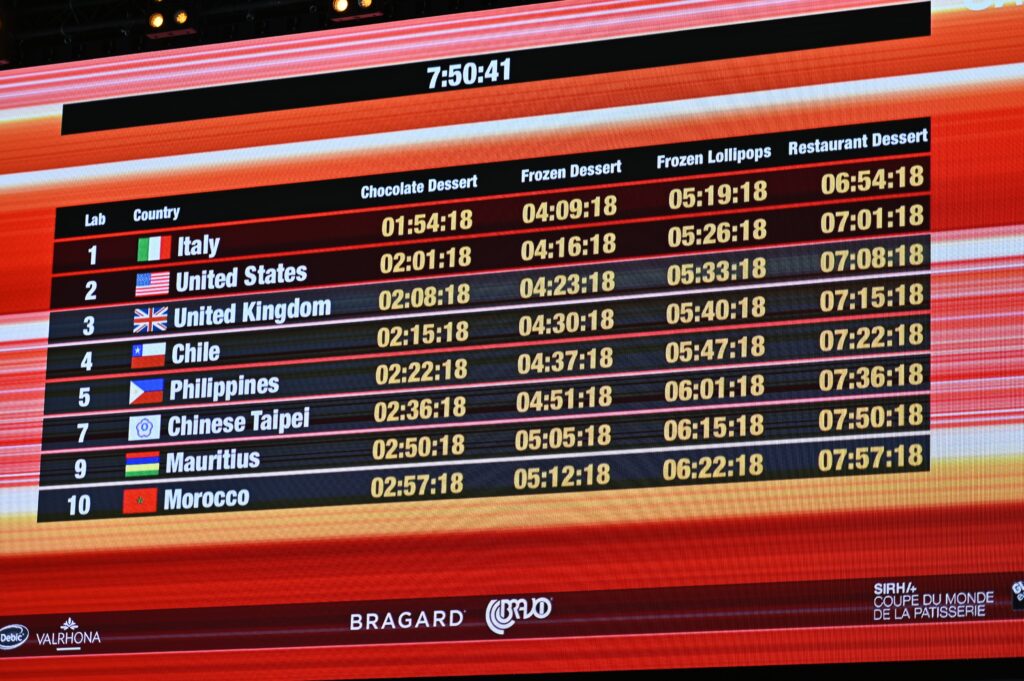 7:50:41
Lab Country Chocolate Dessert Frozen Dessert Frozen Lollipops Restaurant Dessert
1 Italy 01:54:18 04:09:18 05:19:18 06:54:18
2 United States 02:01:18 04:16:18 05:26:18 07:01:18
3 United Kingdom 02:08:18 04:23:18 05:33:18 07:08:18
4 Chile 02:15:18 04:30:18 05:40:18 07:15:18
5 Philippines 02:22:18 04:37:18 05:47:18 07:22:18
7 Chinese Taipei 02:36:18 04:51:18 06:01:18 07:36:18
9 Mauritius 02:50:18 05:05:18 06:15:18 07:50:18
10 Morocco 02:57:18 05:12:18 06:22:18 07:57:18
Debic VALRHONA BRAGARD BRAVO SIRH/+
COUPE DU MONDE
DE LA PATISSERIE